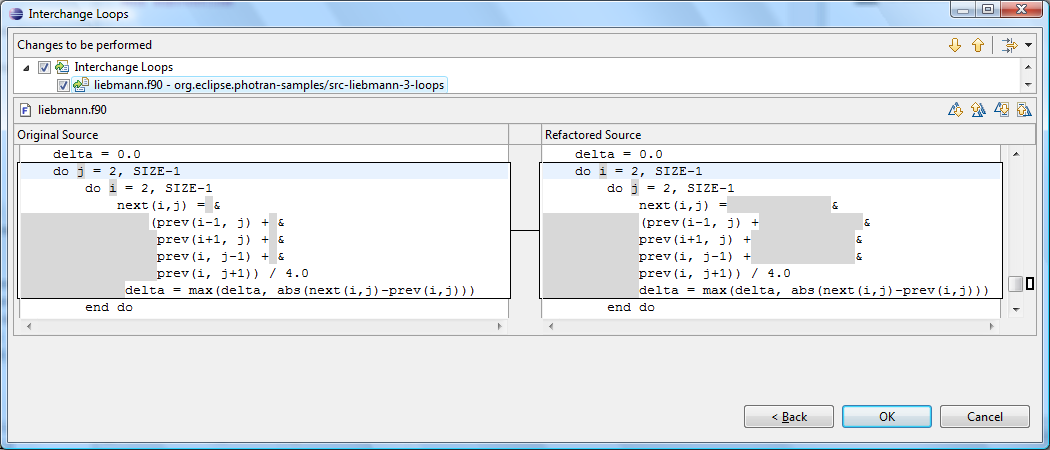 Interchange Loops
Changes to be performed
Interchange Loops
liebmann.f90 - org.eclipse.photran-samples/src-liebmann-3-loops
liebmann.f90
Original Source
delta = 0.0
do j = 2, SIZE-1
do i = 2, SIZE-1
next(i,j) = &
(prev(i-1, j) + &
prev(i+1, j) + &
prev(i, j-1) + &
prev(i, j+1)) / 4.0
delta = max(delta, abs(next(i,j)-prev(i,j)))
end do
Refactored Source
delta = 0.0
do i = 2, SIZE-1
do j = 2, SIZE-1
next(i,j) = &
(prev(i-1, j) + &
prev(i+1, j) + &
prev(i, j-1) + &
prev(i, j+1)) / 4.0
delta = max(delta, abs(next(i,j)-prev(i,j)))
end do
< Back
OK
Cancel